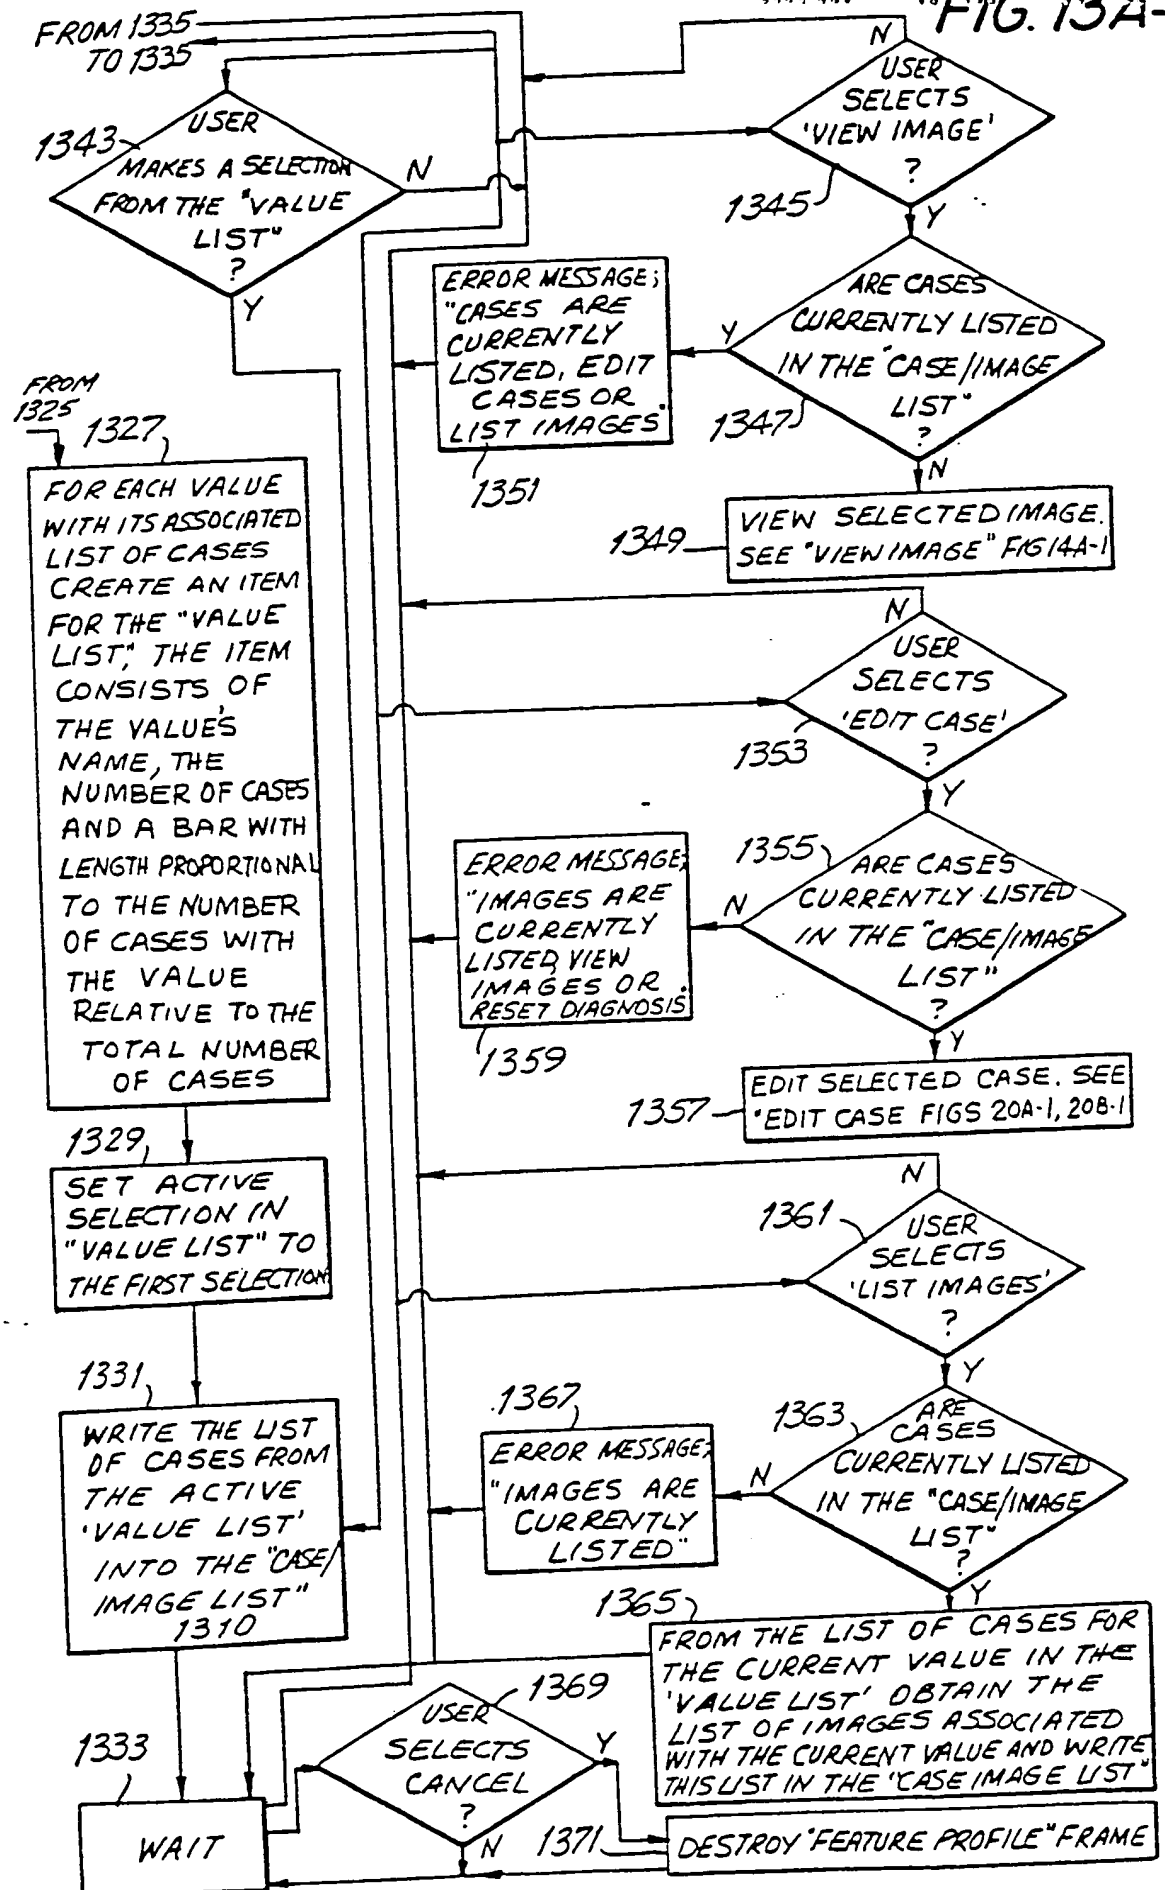 FIG. 13A-
FROM 1335
TO 1335
1343
USER
MAKES A SELECTION
FROM THE "VALUE
LIST"
?
N
Y
N
USER
SELECTS
'VIEW IMAGE'
?
1345
Y
ARE CASES
CURRENTLY LISTED
IN THE "CASE/IMAGE
LIST"
?
1347
Y
N
ERROR MESSAGE;
"CASES ARE
CURRENTLY
LISTED, EDIT
CASES OR
LIST IMAGES"
1351
1349
VIEW SELECTED IMAGE.
SEE "VIEW IMAGE" FIG 14A-1
FROM
1325
1327
FOR EACH VALUE
WITH ITS ASSOCIATED
LIST OF CASES
CREATE AN ITEM
FOR THE "VALUE
LIST", THE ITEM
CONSISTS OF
THE VALUE'S
NAME, THE
NUMBER OF CASES
AND A BAR WITH
LENGTH PROPORTIONAL
TO THE NUMBER
OF CASES WITH
THE VALUE
RELATIVE TO THE
TOTAL NUMBER
OF CASES
N
USER
SELECTS
'EDIT CASE'
?
1353
Y
1355
ARE CASES
CURRENTLY LISTED
IN THE "CASE/IMAGE
LIST"
?
N
Y
ERROR MESSAGE;
"IMAGES ARE
CURRENTLY
LISTED, VIEW
IMAGES OR
RESET DIAGNOSIS"
1359
1357
EDIT SELECTED CASE. SEE
"EDIT CASE FIGS 20A-1, 20B-1
1329
SET ACTIVE
SELECTION IN
"VALUE LIST" TO
THE FIRST SELECTION
N
1361
USER
SELECTS
'LIST IMAGES'
?
Y
1331
WRITE THE LIST
OF CASES FROM
THE ACTIVE
'VALUE LIST'
INTO THE "CASE/
IMAGE LIST"
1310
1367
ERROR MESSAGE;
"IMAGES ARE
CURRENTLY
LISTED"
1363
ARE
CASES
CURRENTLY LISTED
IN THE "CASE/IMAGE
LIST"
?
N
Y
1365
FROM THE LIST OF CASES FOR
THE CURRENT VALUE IN THE
'VALUE LIST' OBTAIN THE
LIST OF IMAGES ASSOCIATED
WITH THE CURRENT VALUE AND WRITE
THIS LIST IN THE "CASE IMAGE LIST"
1333
WAIT
1369
USER
SELECTS
CANCEL
?
Y
N
1371
DESTROY "FEATURE PROFILE" FRAME